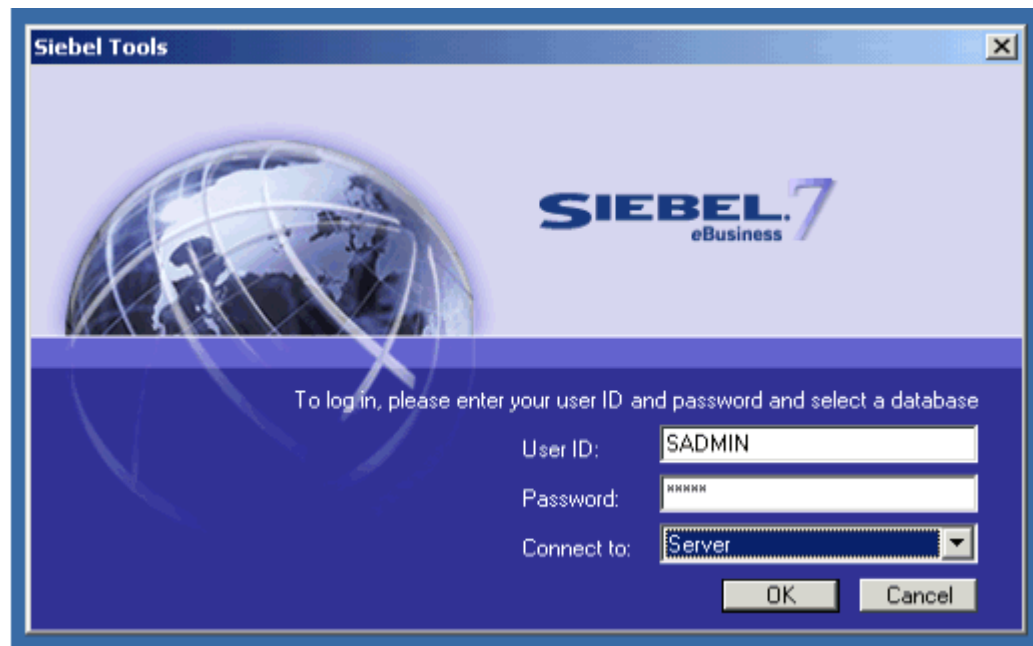 Siebel Tools
SIEBEL. 7
eBusiness
To log in, please enter your user ID and password and select a database
User ID: SADMIN
Password: *****
Connect to: Server
OK Cancel